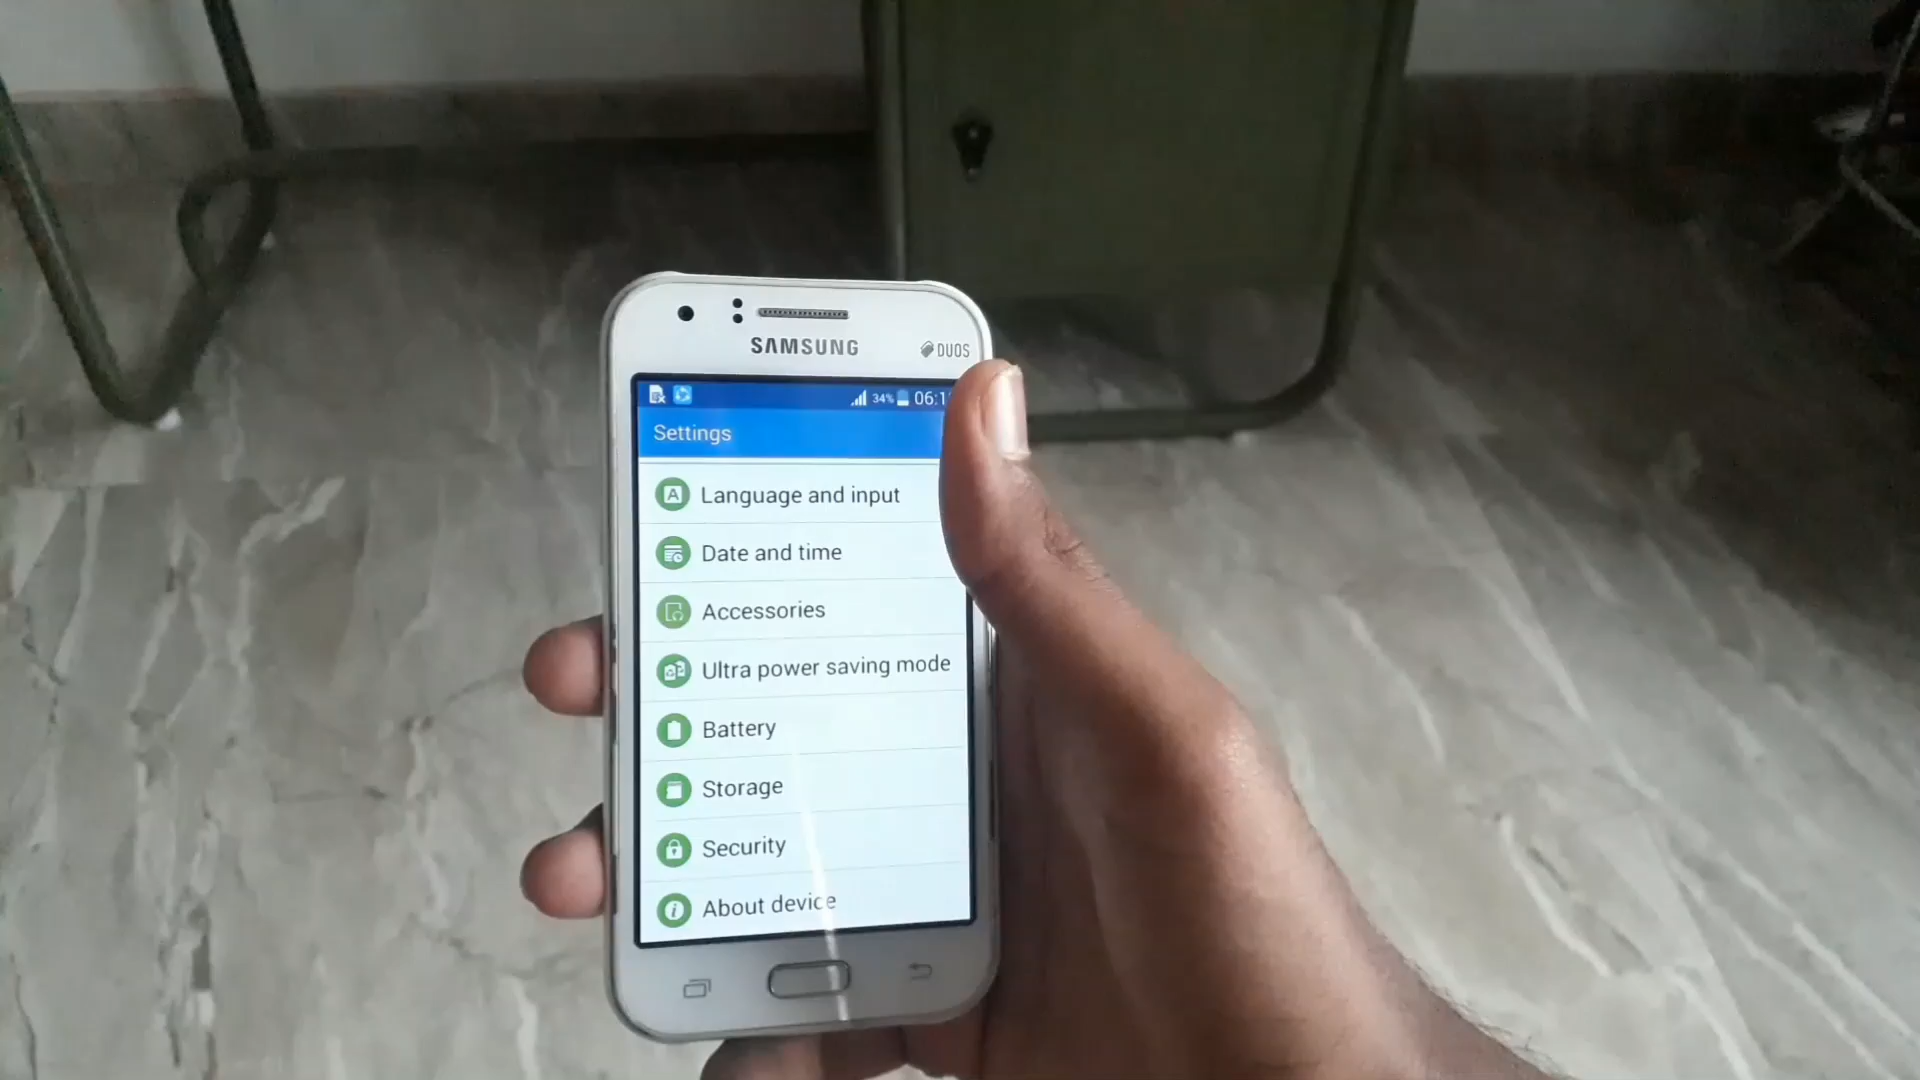 SAMSUNG
DUOS
34%
Settings
Language and input
Date and time
Accessories
Ultra power saving mode
Battery
Storage
Security
About device